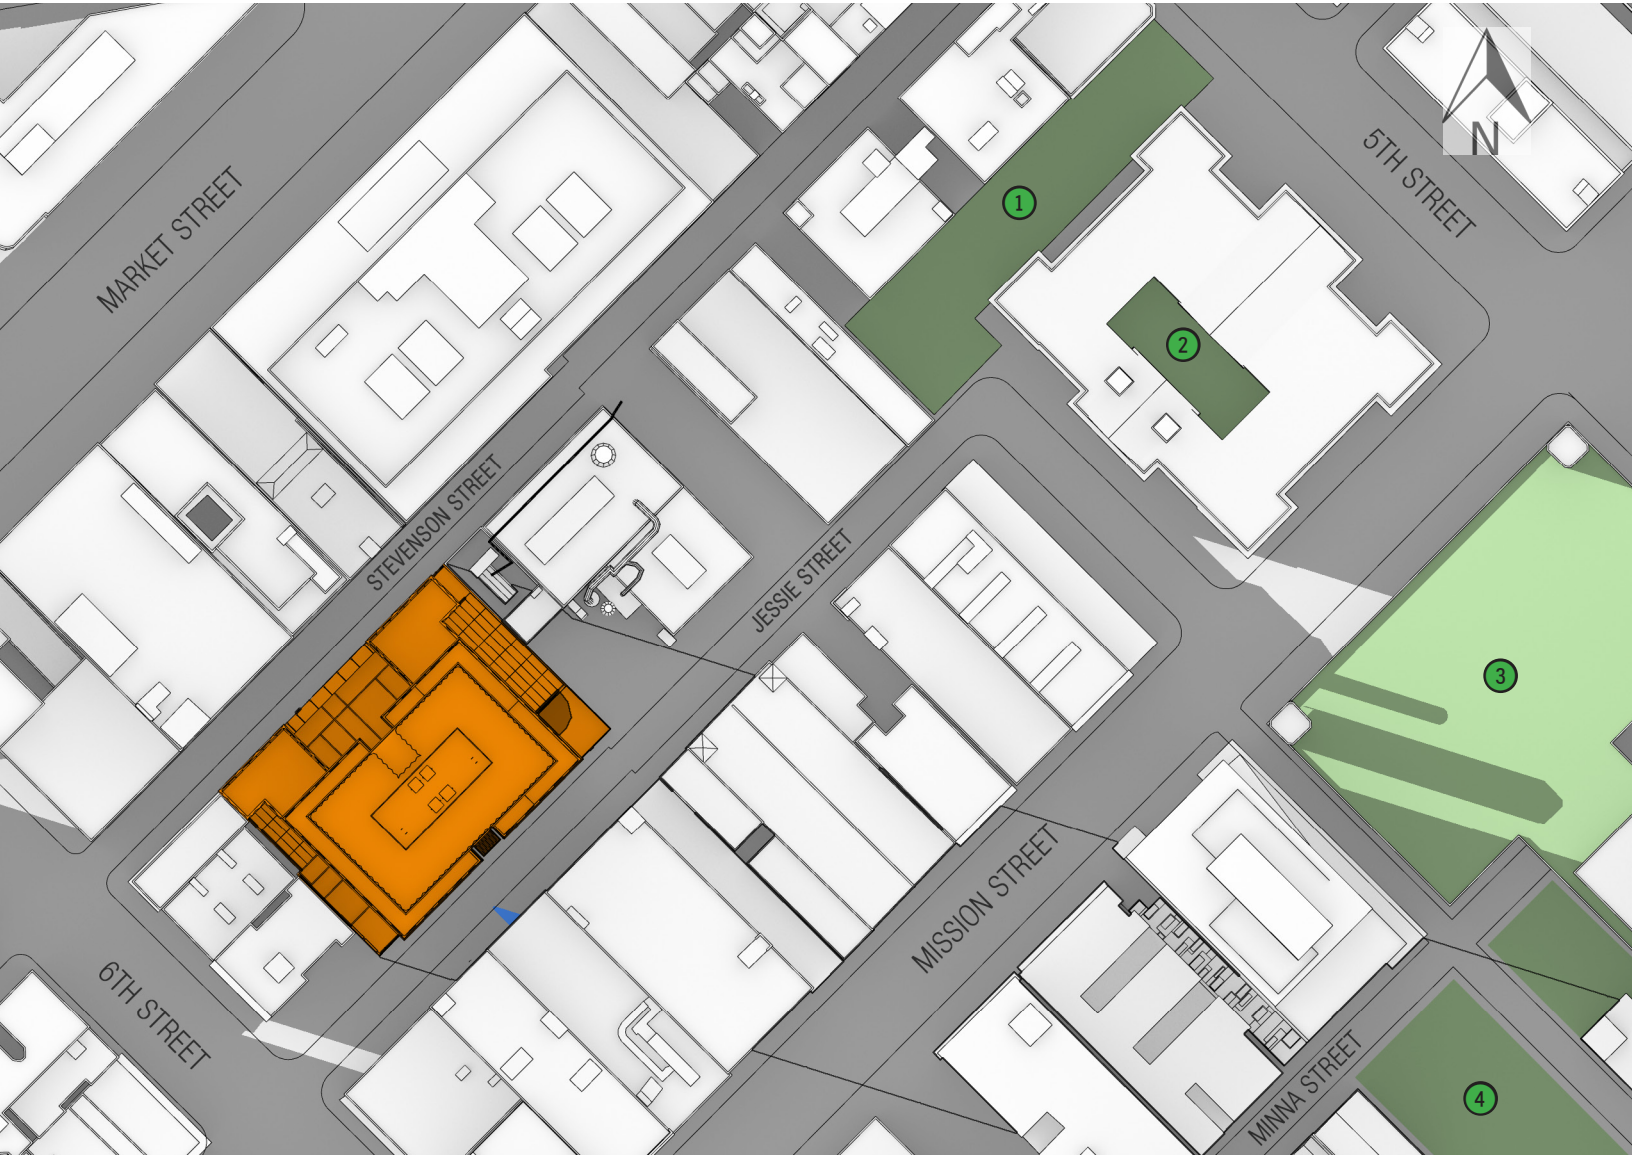 N
5TH STREET
MARKET STREET
1
2
STEVENSON STREET
JESSIE STREET
3
MISSION STREET
6TH STREET
MINNA STREET
4